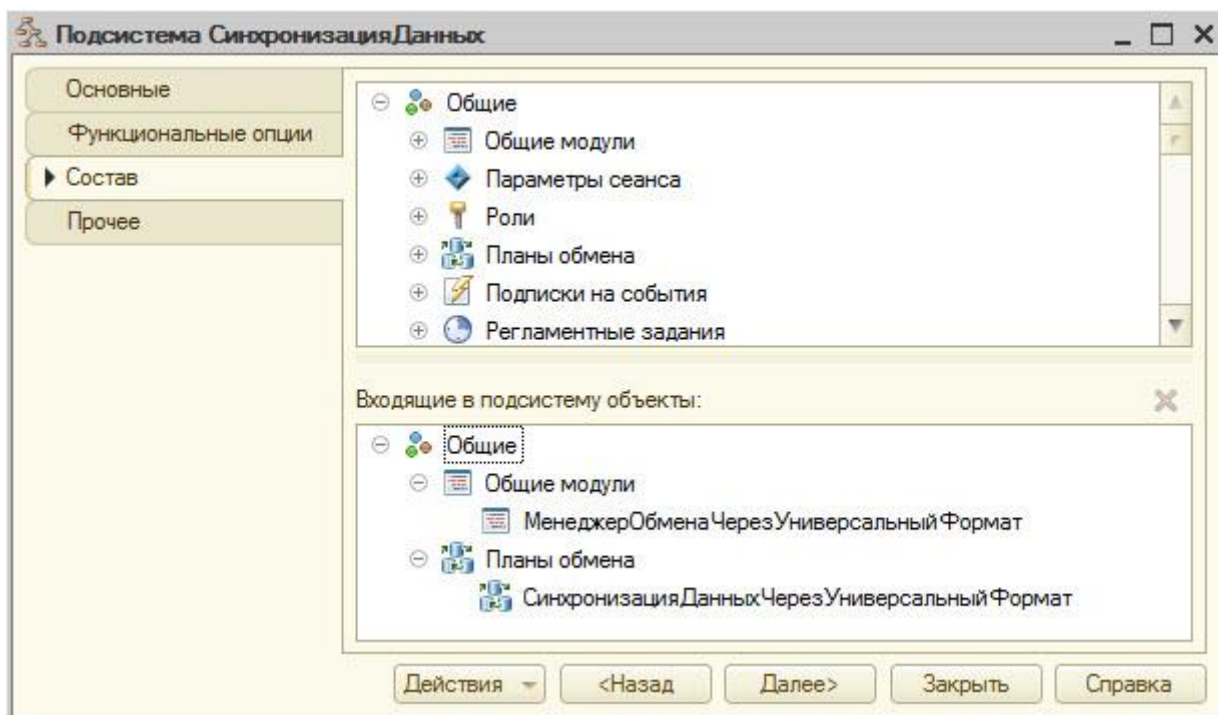 Подсистема СинхронизацияДанных
Основные
Функциональные опции
Состав
Прочее
Общие
Общие модули
Параметры сеанса
Роли
Планы обмена
Подписки на события
Регламентные задания
Входящие в подсистему объекты:
Общие
Общие модули
МенеджерОбменаЧерезУниверсальныйФормат
Планы обмена
СинхронизацияДанныхЧерезУниверсальныйФормат
Действия <Назад Далее> Закрыть Справка